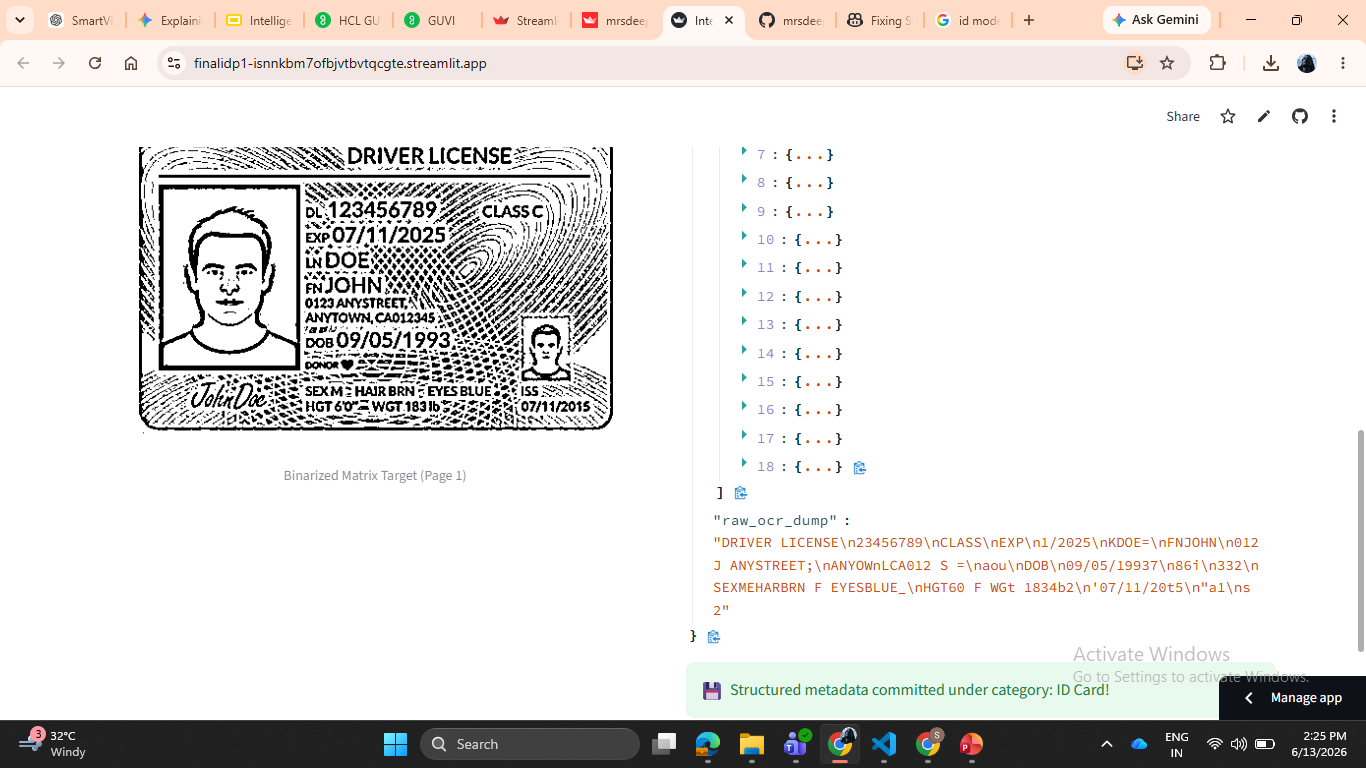 SmartVi
Explaini
Intellige
HCL GU
GUVI
Streaml
mrsdee
Inte
mrsdee
Fixing S
id mode
Ask Gemini
finalidp1-isnnkbm7ofbjvtbvtqcgte.streamlit.app
Share
DRIVER LICENSE
DL 123456789 CLASS C
EXP 07/11/2025
LN DOE
FN JOHN
0123 ANYSTREET,
ANYTOWN, CA012345
DOB 09/05/1993
DONOR
JohnDoe
SEX M - HAIR BRN - EYES BLUE
HGT 6'0" - WGT 183 lb
ISS
07/11/2015
Binarized Matrix Target (Page 1)
7 : {...}
8 : {...}
9 : {...}
10 : {...}
11 : {...}
12 : {...}
13 : {...}
14 : {...}
15 : {...}
16 : {...}
17 : {...}
18 : {...}
]
"raw_ocr_dump" :
"DRIVER LICENSE\n23456789\nCLASS\nEXP\n1/2025\nKDOE=\nFNJOHN\n012
J ANYSTREET;\nANYOWnLCA012 S =\naou\nDOB\n09/05/19937\n86i\n332\n
SEXMEHARBRN F EYESBLUE_\nHGT60 F WGt 1834b2\n'07/11/20t5\n"a1\ns
2"
}
Structured metadata committed under category: ID Card!
Activate Windows
Go to Settings to activate Windows.
Manage app
3
32°C
Windy
Search
S
ENG
IN
2:25 PM
6/13/2026